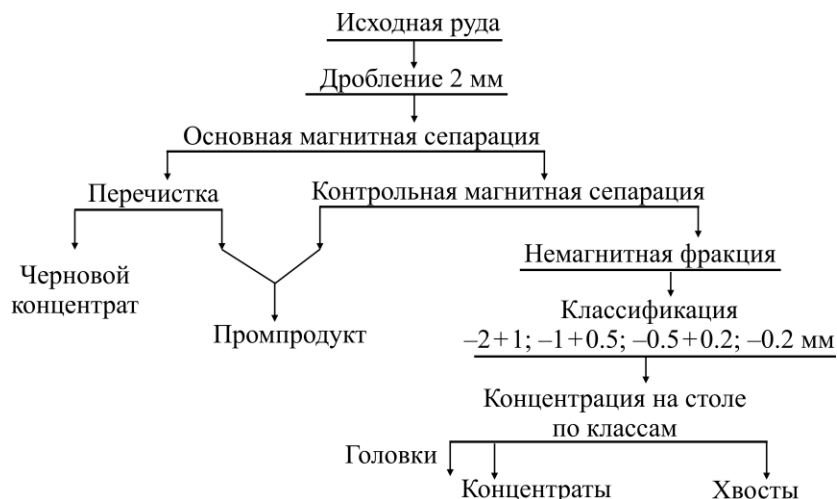 Исходная руда
Дробление 2 мм
Основная магнитная сепарация
Перечистка
Контрольная магнитная сепарация
Черновой
концентрат
Промпродукт
Немагнитная фракция
Классификация
–2+1; –1+0.5; –0.5+0.2; –0.2 мм
Концентрация на столе
по классам
Головки
Концентраты
Хвосты